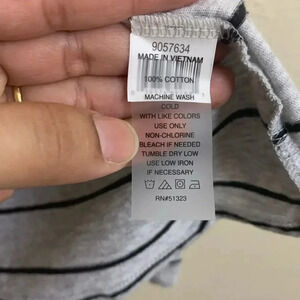 9057634
MADE IN VIETNAM
100% COTTON
MACHINE WASH
COLD
WITH LIKE COLORS
USE ONLY
NON-CHLORINE
BLEACH IF NEEDED
TUMBLE DRY LOW
USE LOW IRON
IF NECESSARY
RN#51323